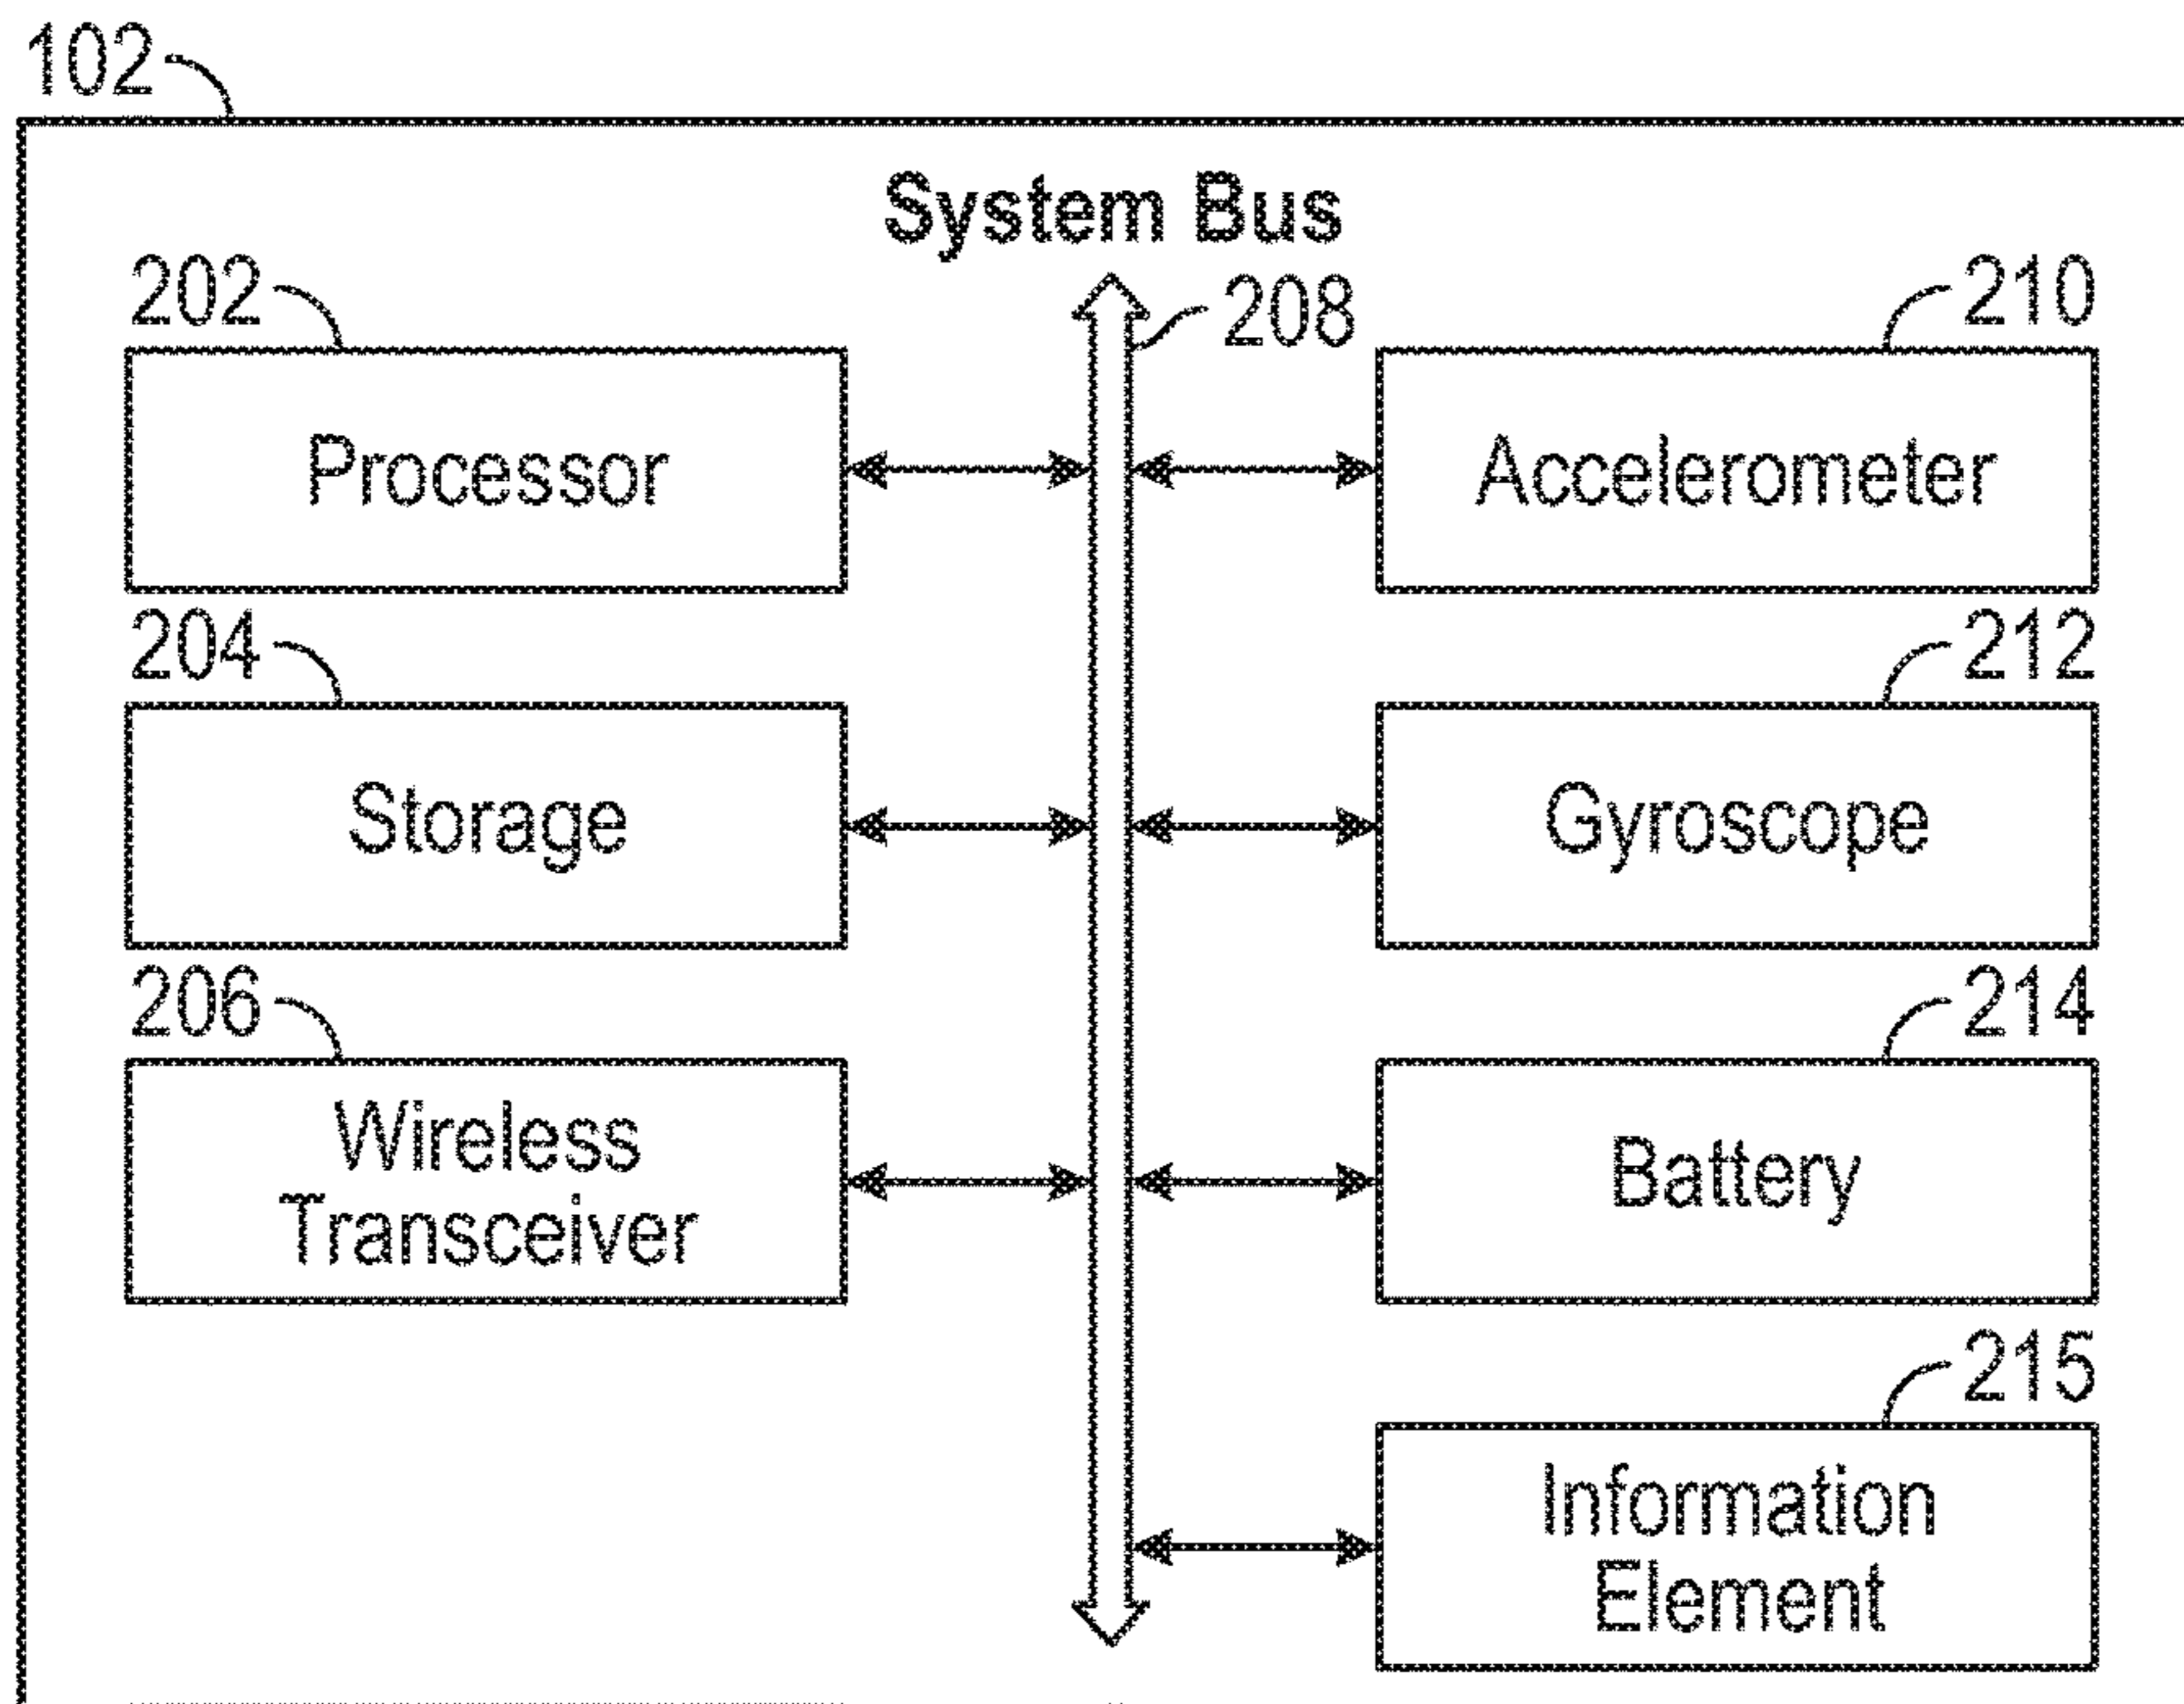 102
System Bus
208
202
Processor
210
Accelerometer
204
Storage
212
Gyroscope
206
Wireless
Transceiver
214
Battery
215
Information
Element